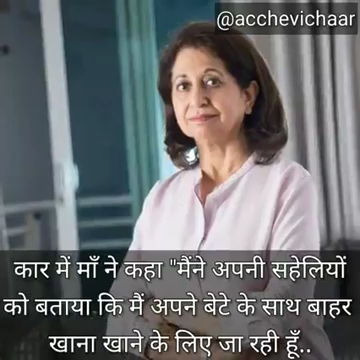 @acchevichaar
कार में माँ ने कहा "मैंने अपनी सहेलियों
को बताया कि मैं अपने बेटे के साथ बाहर
खाना खाने के लिए जा रही हूँ..